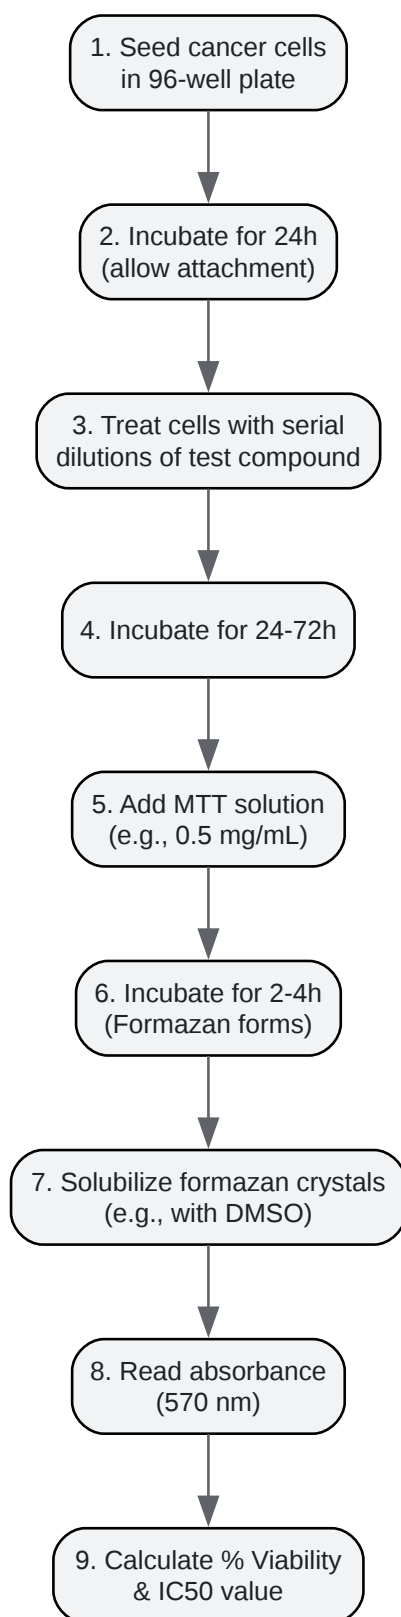 1. Seed cancer cells
in 96-well plate
2. Incubate for 24h
(allow attachment)
3. Treat cells with serial
dilutions of test compound
4. Incubate for 24-72h
5. Add MTT solution
(e.g., 0.5 mg/mL)
6. Incubate for 2-4h
(Formazan forms)
7. Solubilize formazan crystals
(e.g., with DMSO)
8. Read absorbance
(570 nm)
9. Calculate % Viability
& IC50 value